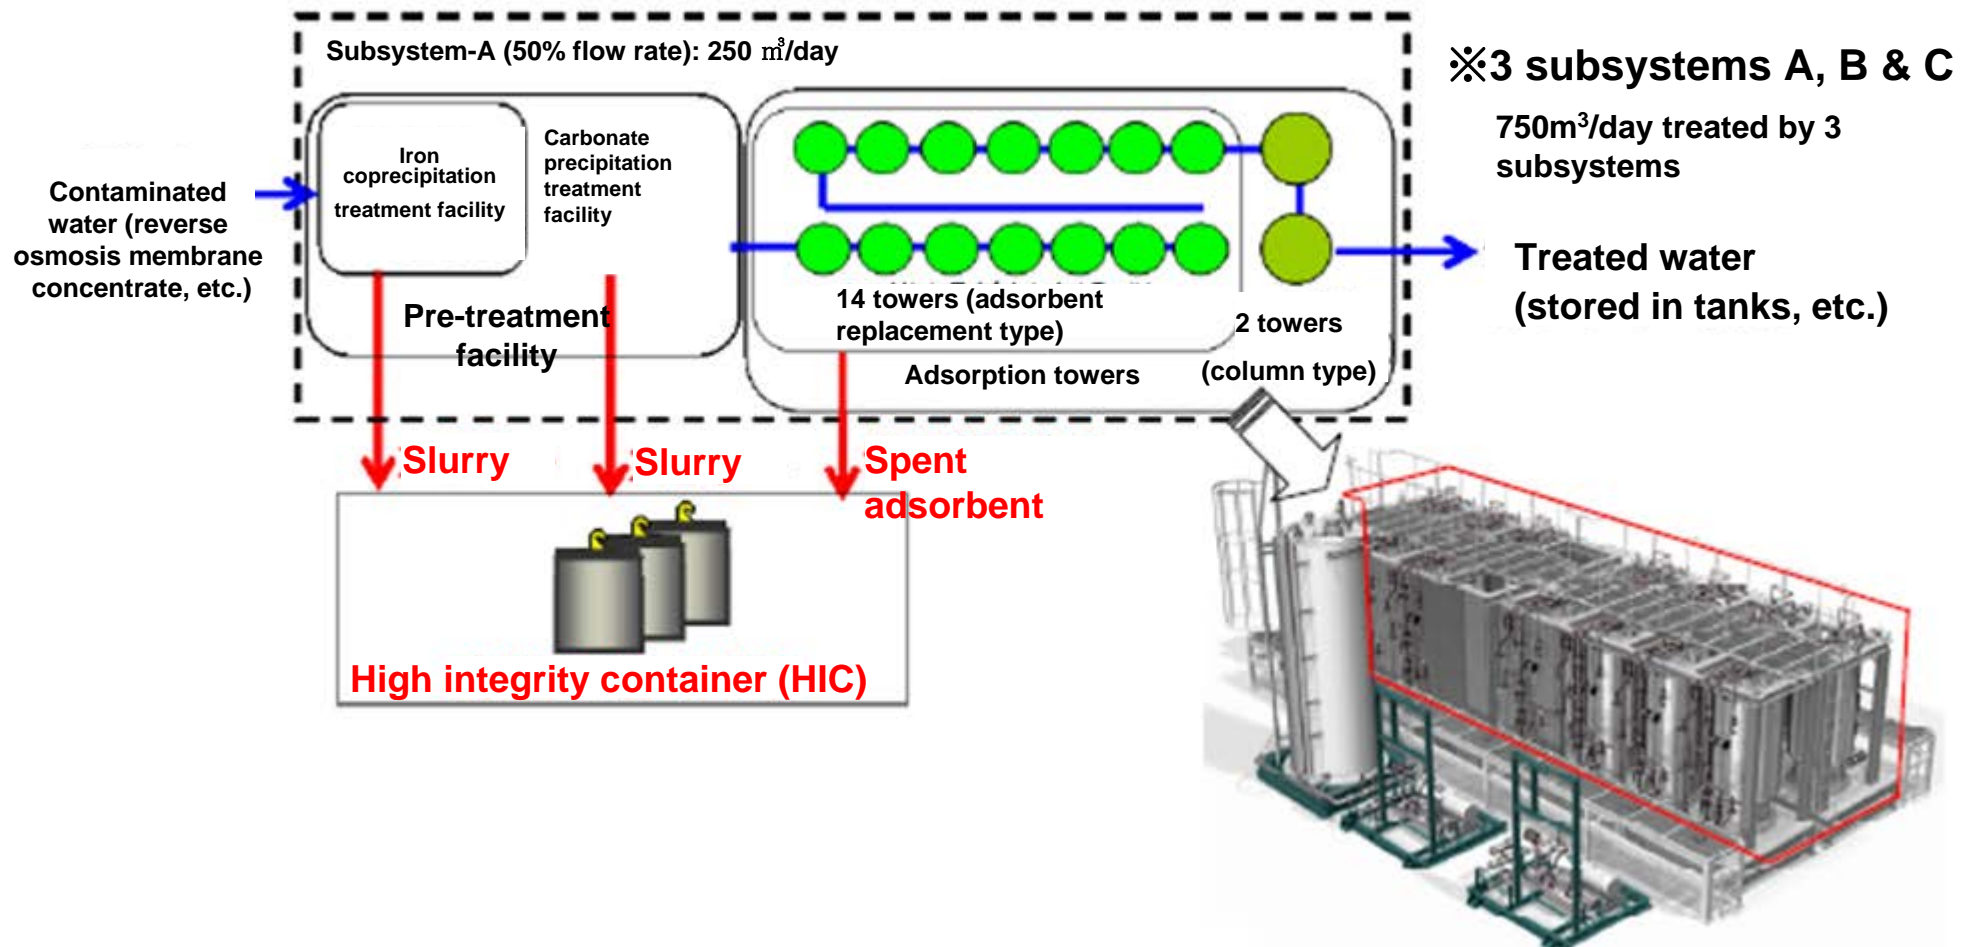 Subsystem-A (50% flow rate): 250 ㎥/day
※3 subsystems A, B & C
750m³/day treated by 3
subsystems
Contaminated
water (reverse
osmosis membrane
concentrate, etc.)
Iron
coprecipitation
treatment facility
Carbonate
precipitation
treatment
facility
Pre-treatment
facility
14 towers (adsorbent
replacement type)
2 towers
(column type)
Adsorption towers
Treated water
(stored in tanks, etc.)
Slurry
Slurry
Spent
adsorbent
High integrity container (HIC)